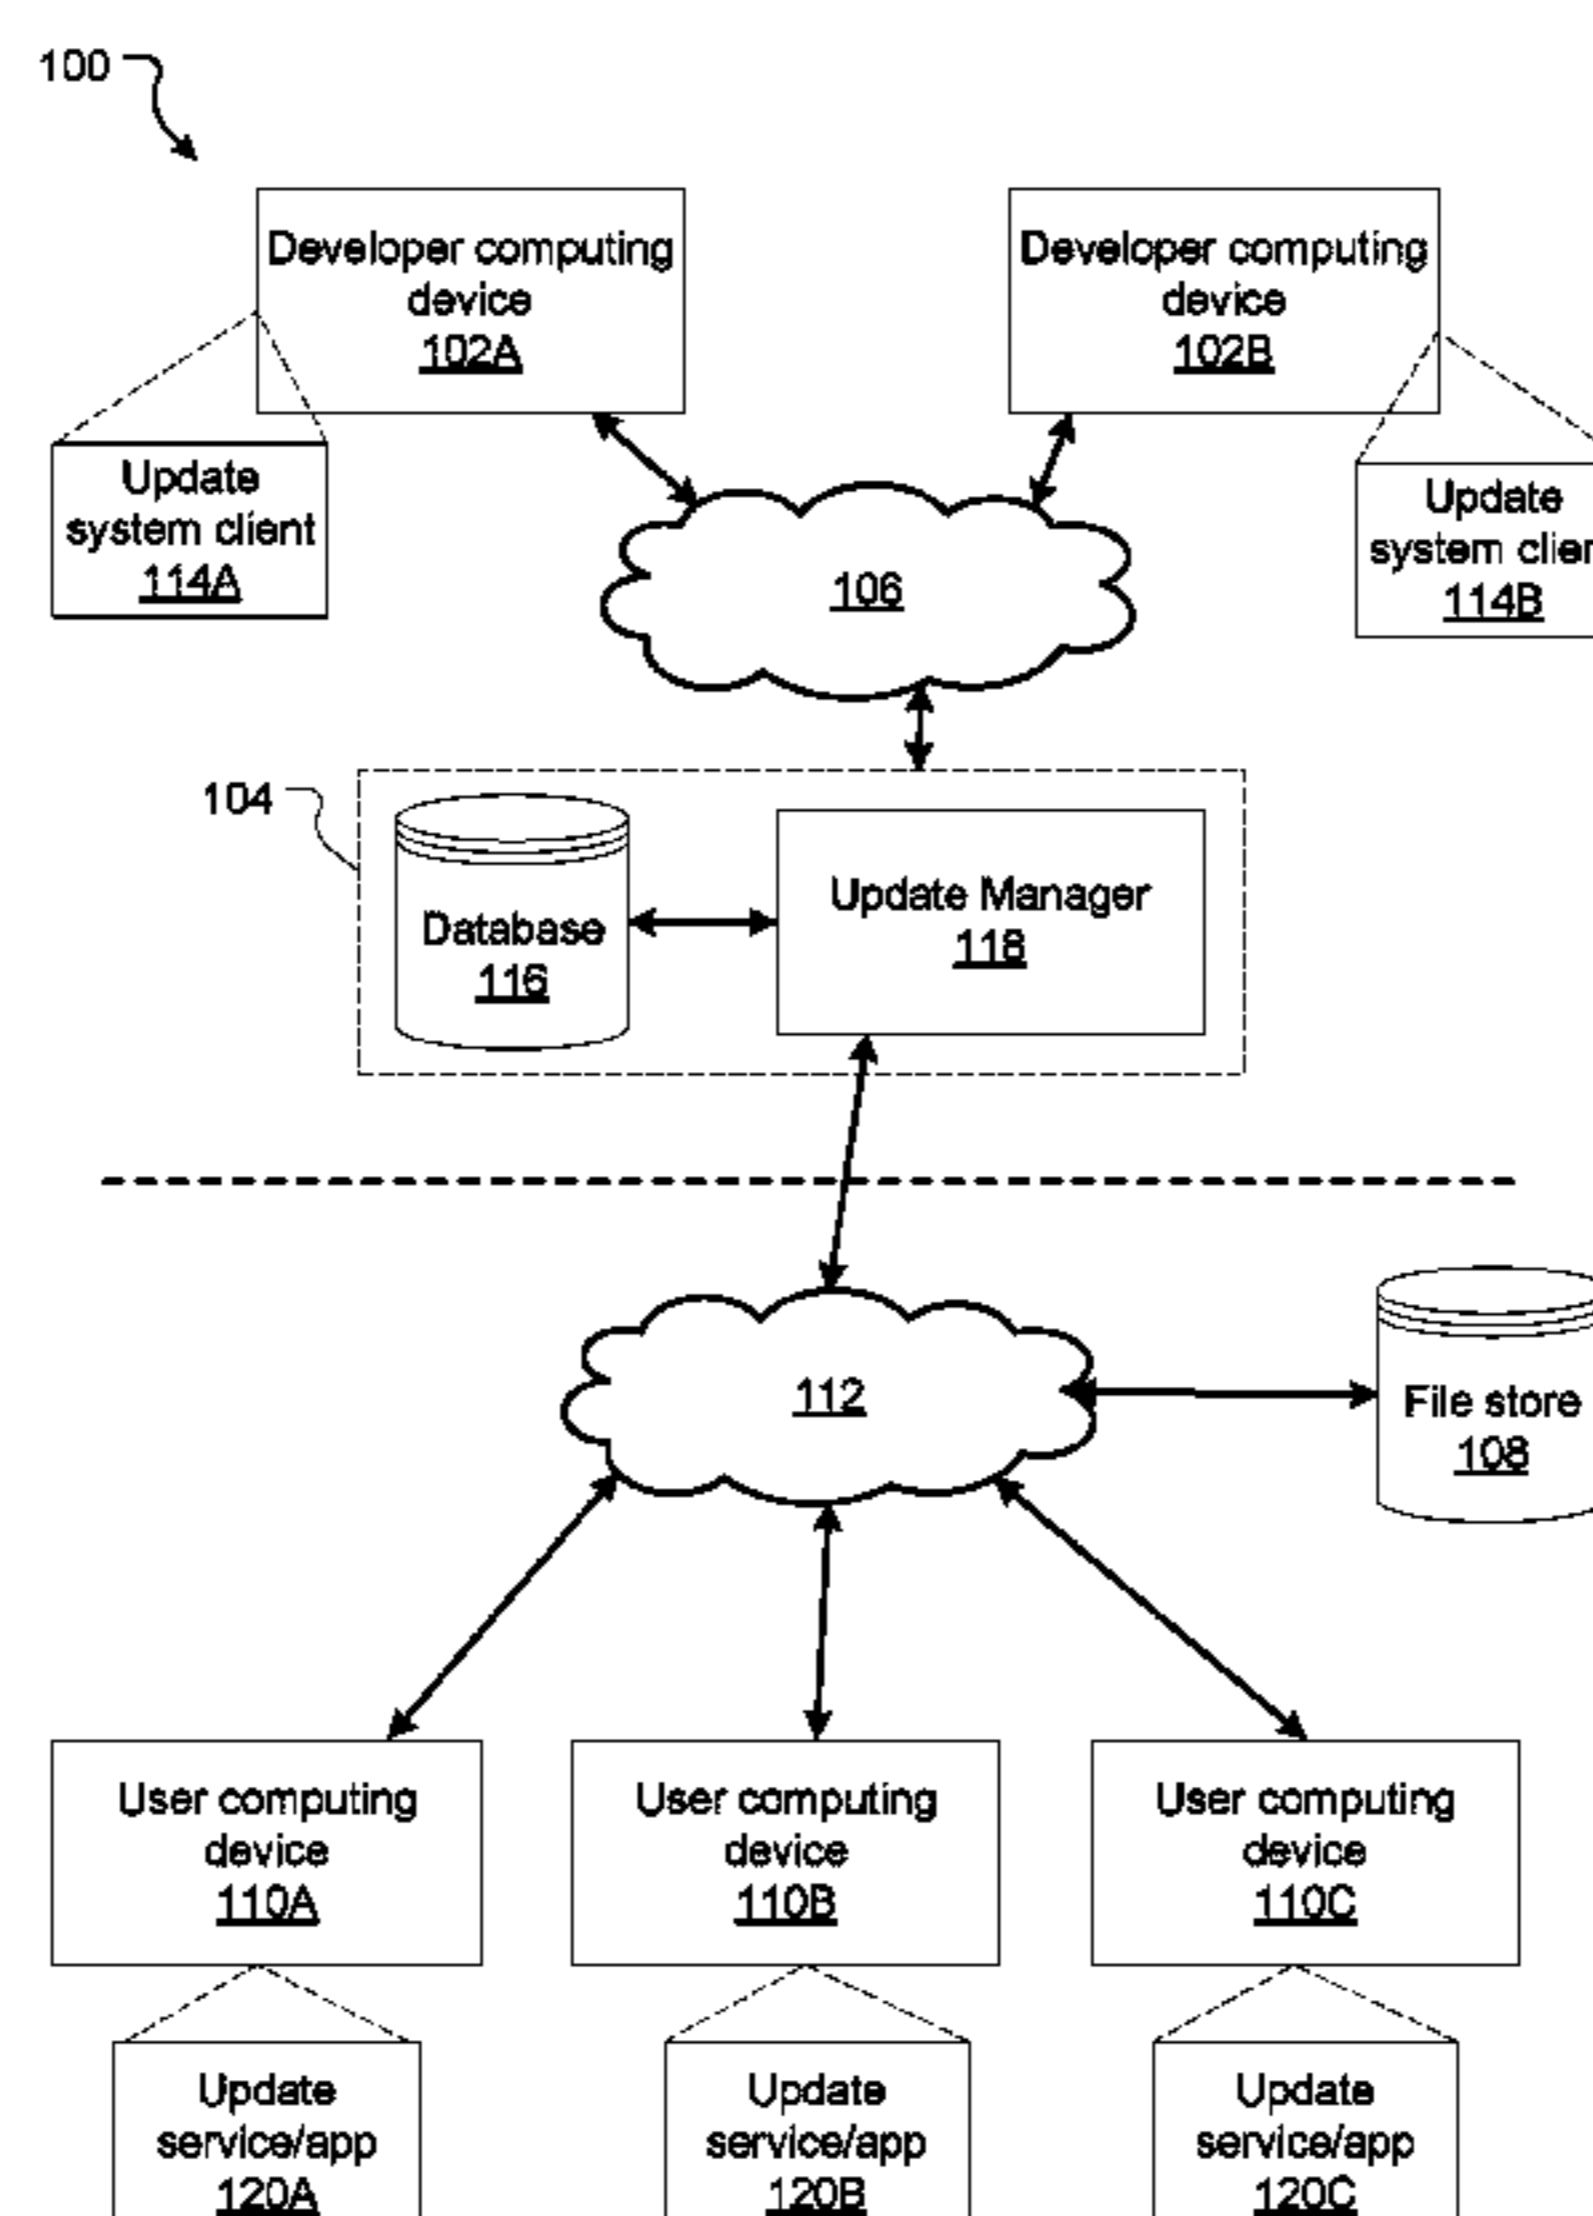 100
Developer computing
device
102A
Developer computing
device
102B
Update
system client
114A
Update
system
114B
106
104
Database
116
Update Manager
118
112
File store
108
User computing
device
110A
User computing
device
110B
User computing
device
110C
Update
service/app
120A
Update
service/app
120B
Update
service/app
120C